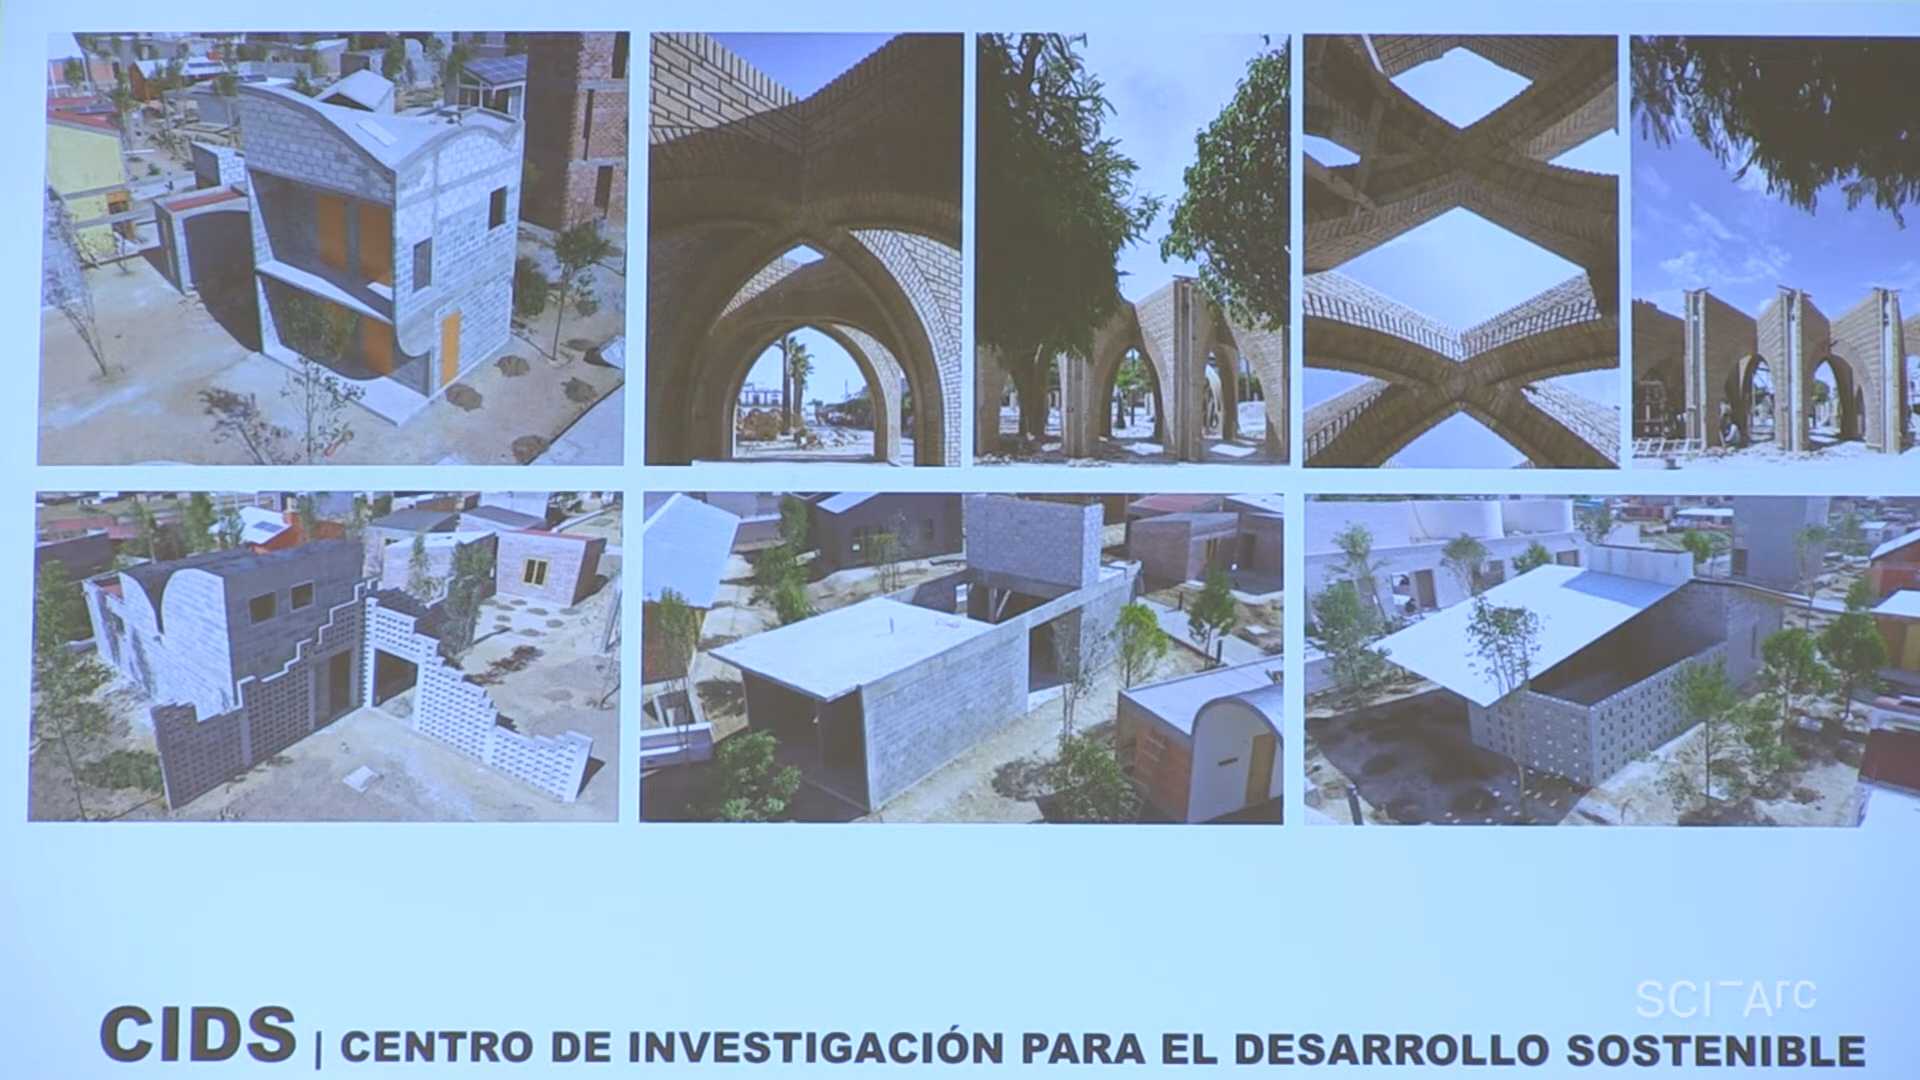 SCI-Arc
CIDS | CENTRO DE INVESTIGACIÓN PARA EL DESARROLLO SOSTENIBLE